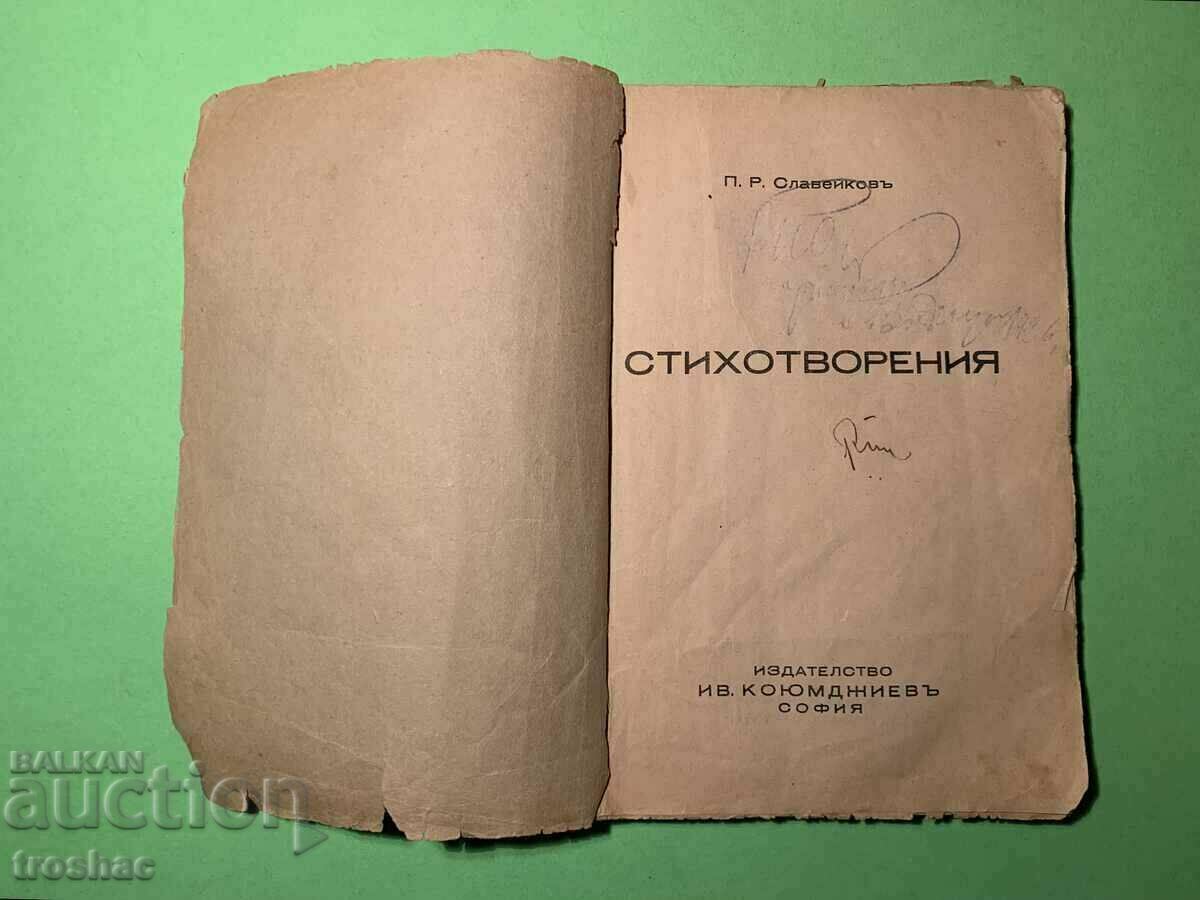 П. Р. Славейковъ
СТИХОТВОРЕНИЯ
ИЗДАТЕЛСТВО
ИВ. КОЮМДЖИЕВЪ
СОФИЯ
BALKAN
auction
troshac